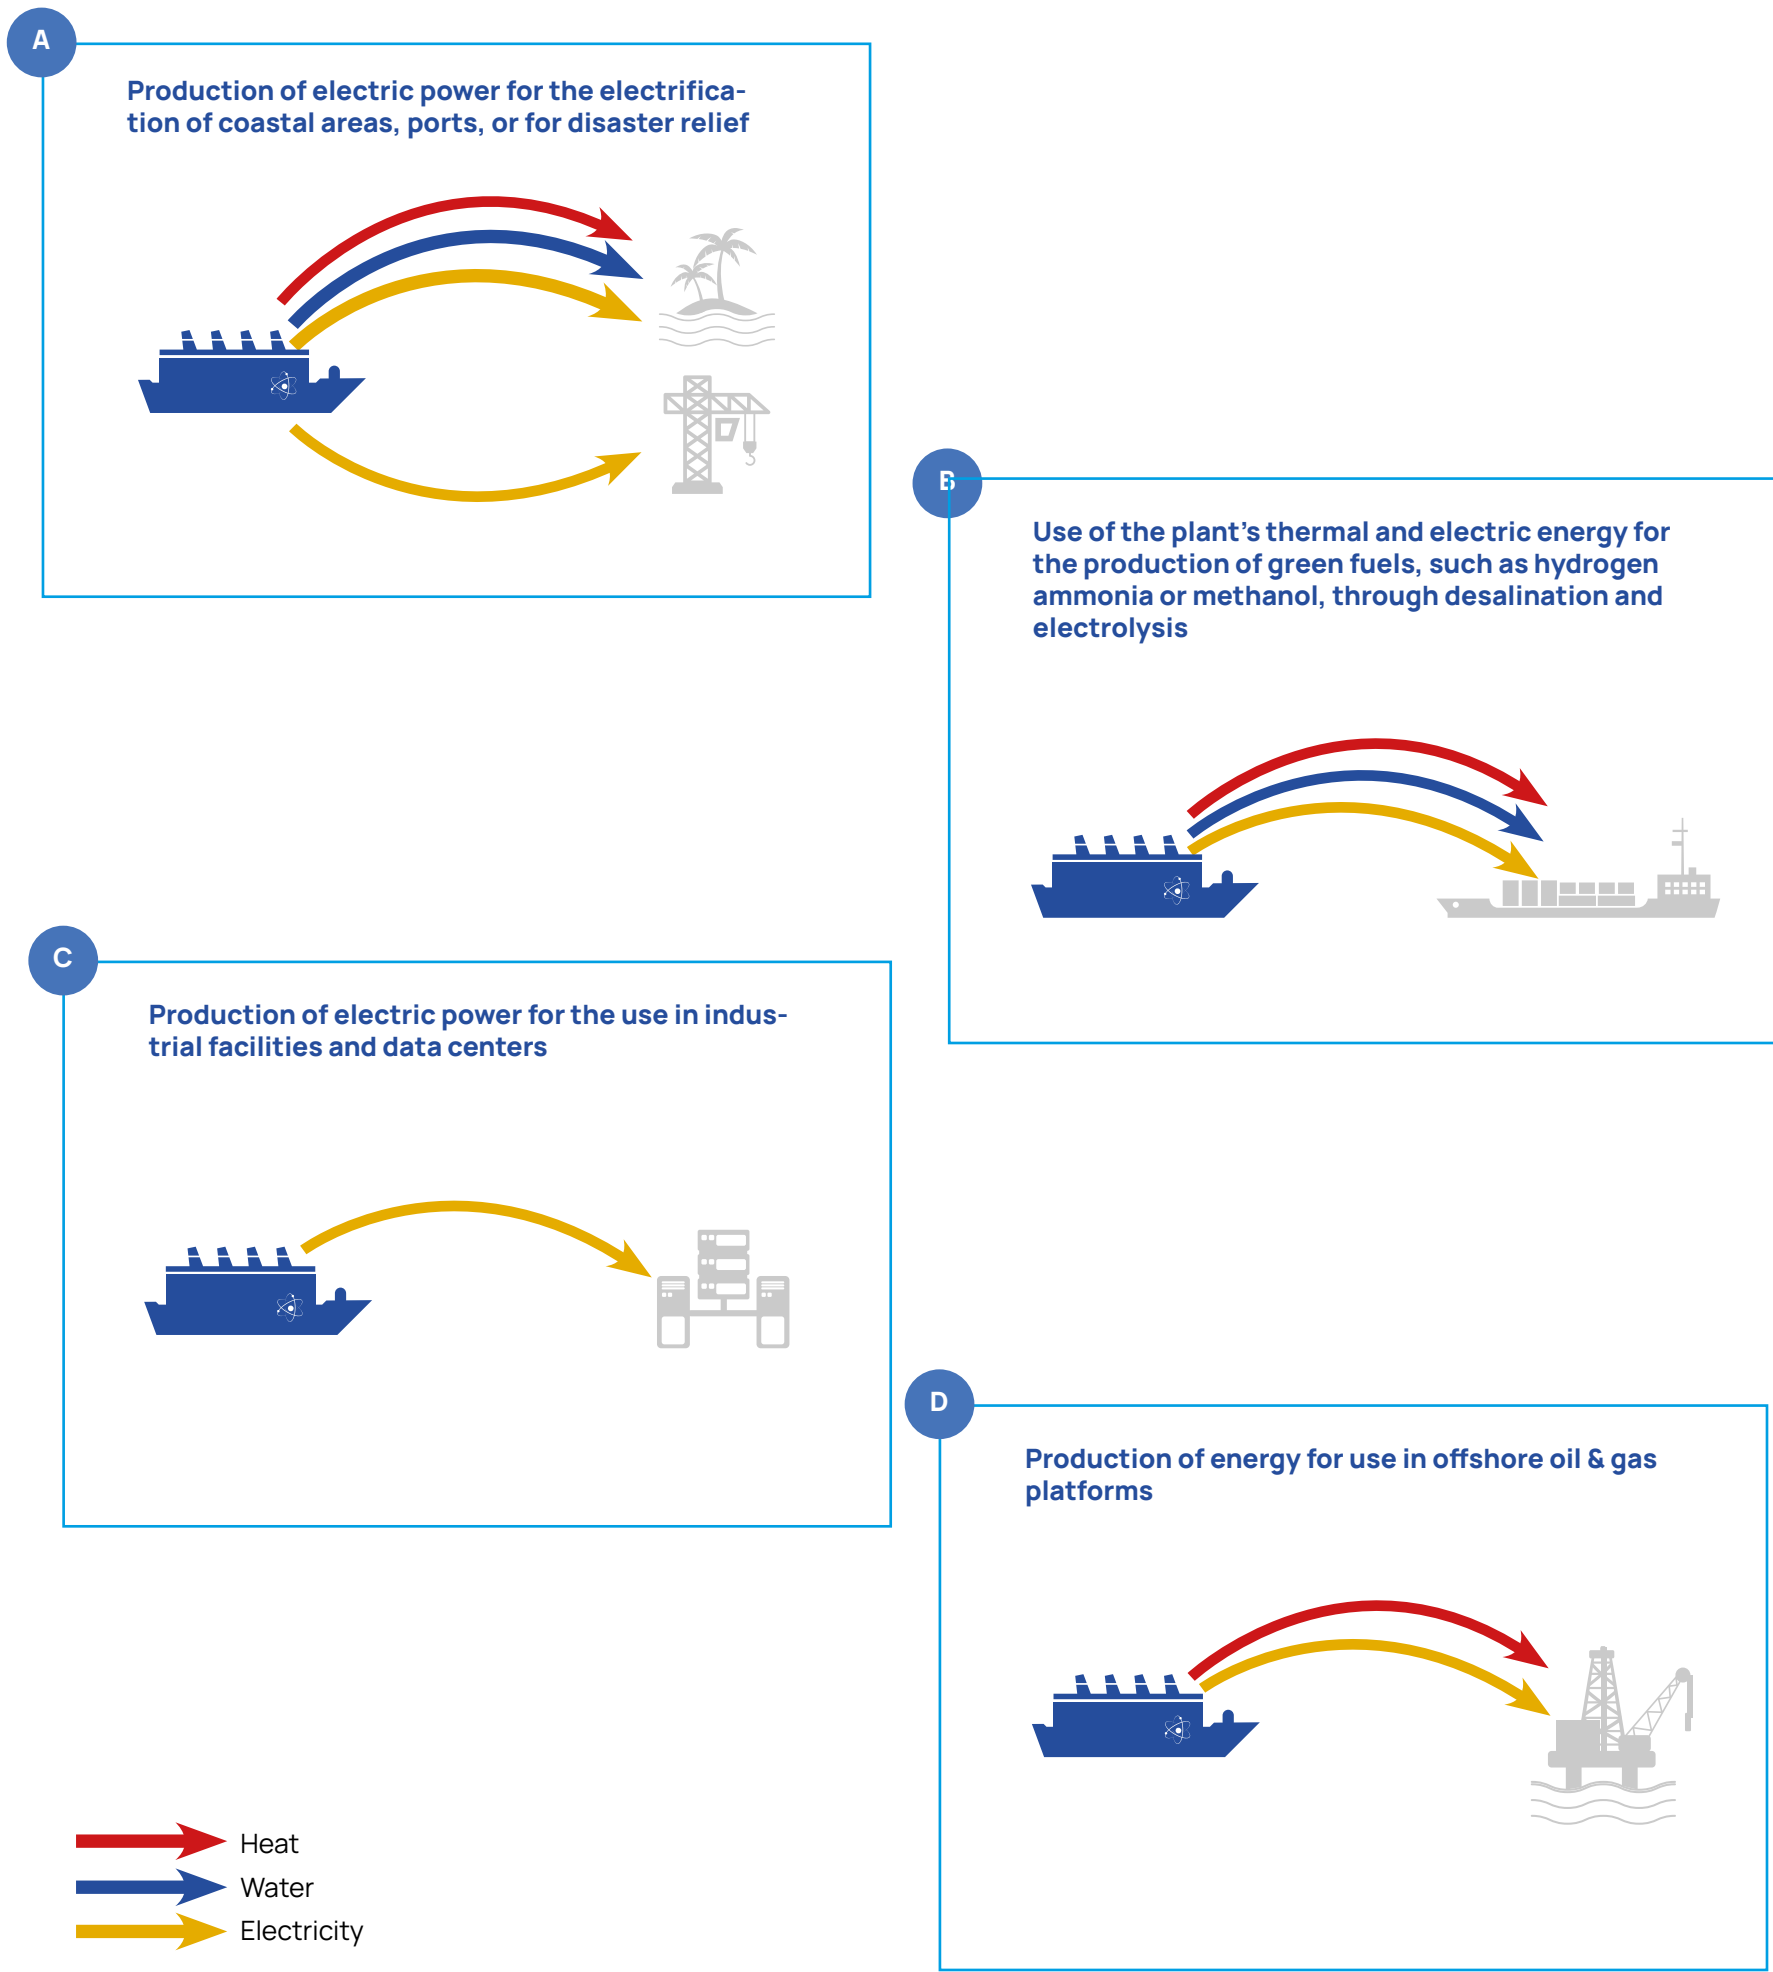 A
Production of electric power for the electrifica-
tion of coastal areas, ports, or for disaster relief
B
Use of the plant's thermal and electric energy for
the production of green fuels, such as hydrogen
ammonia or methanol, through desalination and
electrolysis
C
Production of electric power for the use in indus-
trial facilities and data centers
D
Production of energy for use in offshore oil & gas
platforms
Heat
Water
Electricity